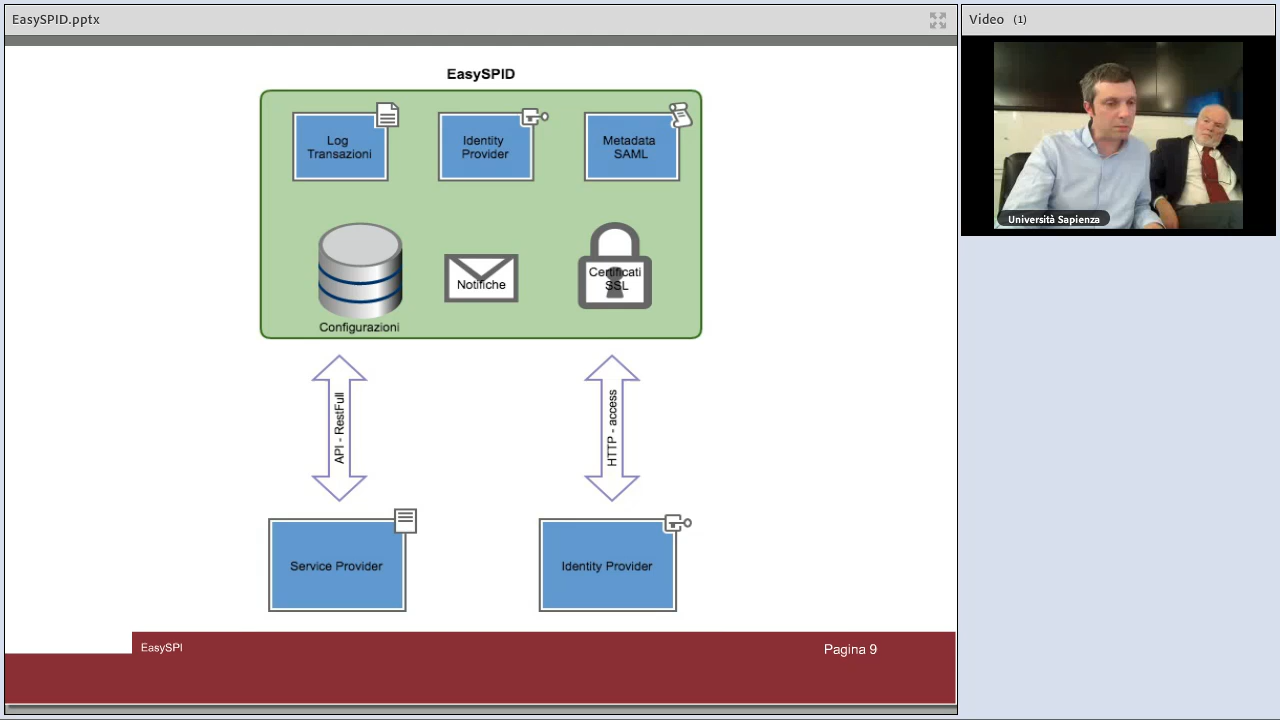 EasySPID.pptx
Video (1)
EasySPID
Log
Transazioni
Identity
Provider
Metadata
SAML
Configurazioni
Notifiche
Certificati
SSL
API - RestFull
HTTP - access
Service Provider
Identity Provider
EasySPI
Pagina 9
Università Sapienza